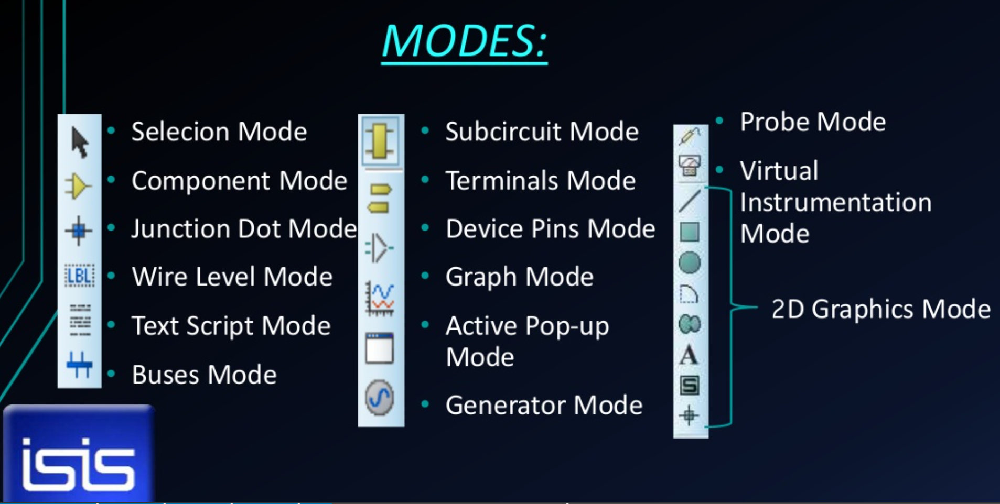 MODES:
Selecion Mode
Component Mode
Junction Dot Mode
LBL
Wire Level Mode
Text Script Mode
Buses Mode
Subcircuit Mode
Terminals Mode
Device Pins Mode
Graph Mode
Active Pop-up
Mode
Generator Mode
Probe Mode
Virtual
Instrumentation
Mode
A
S
2D Graphics Mode
isis